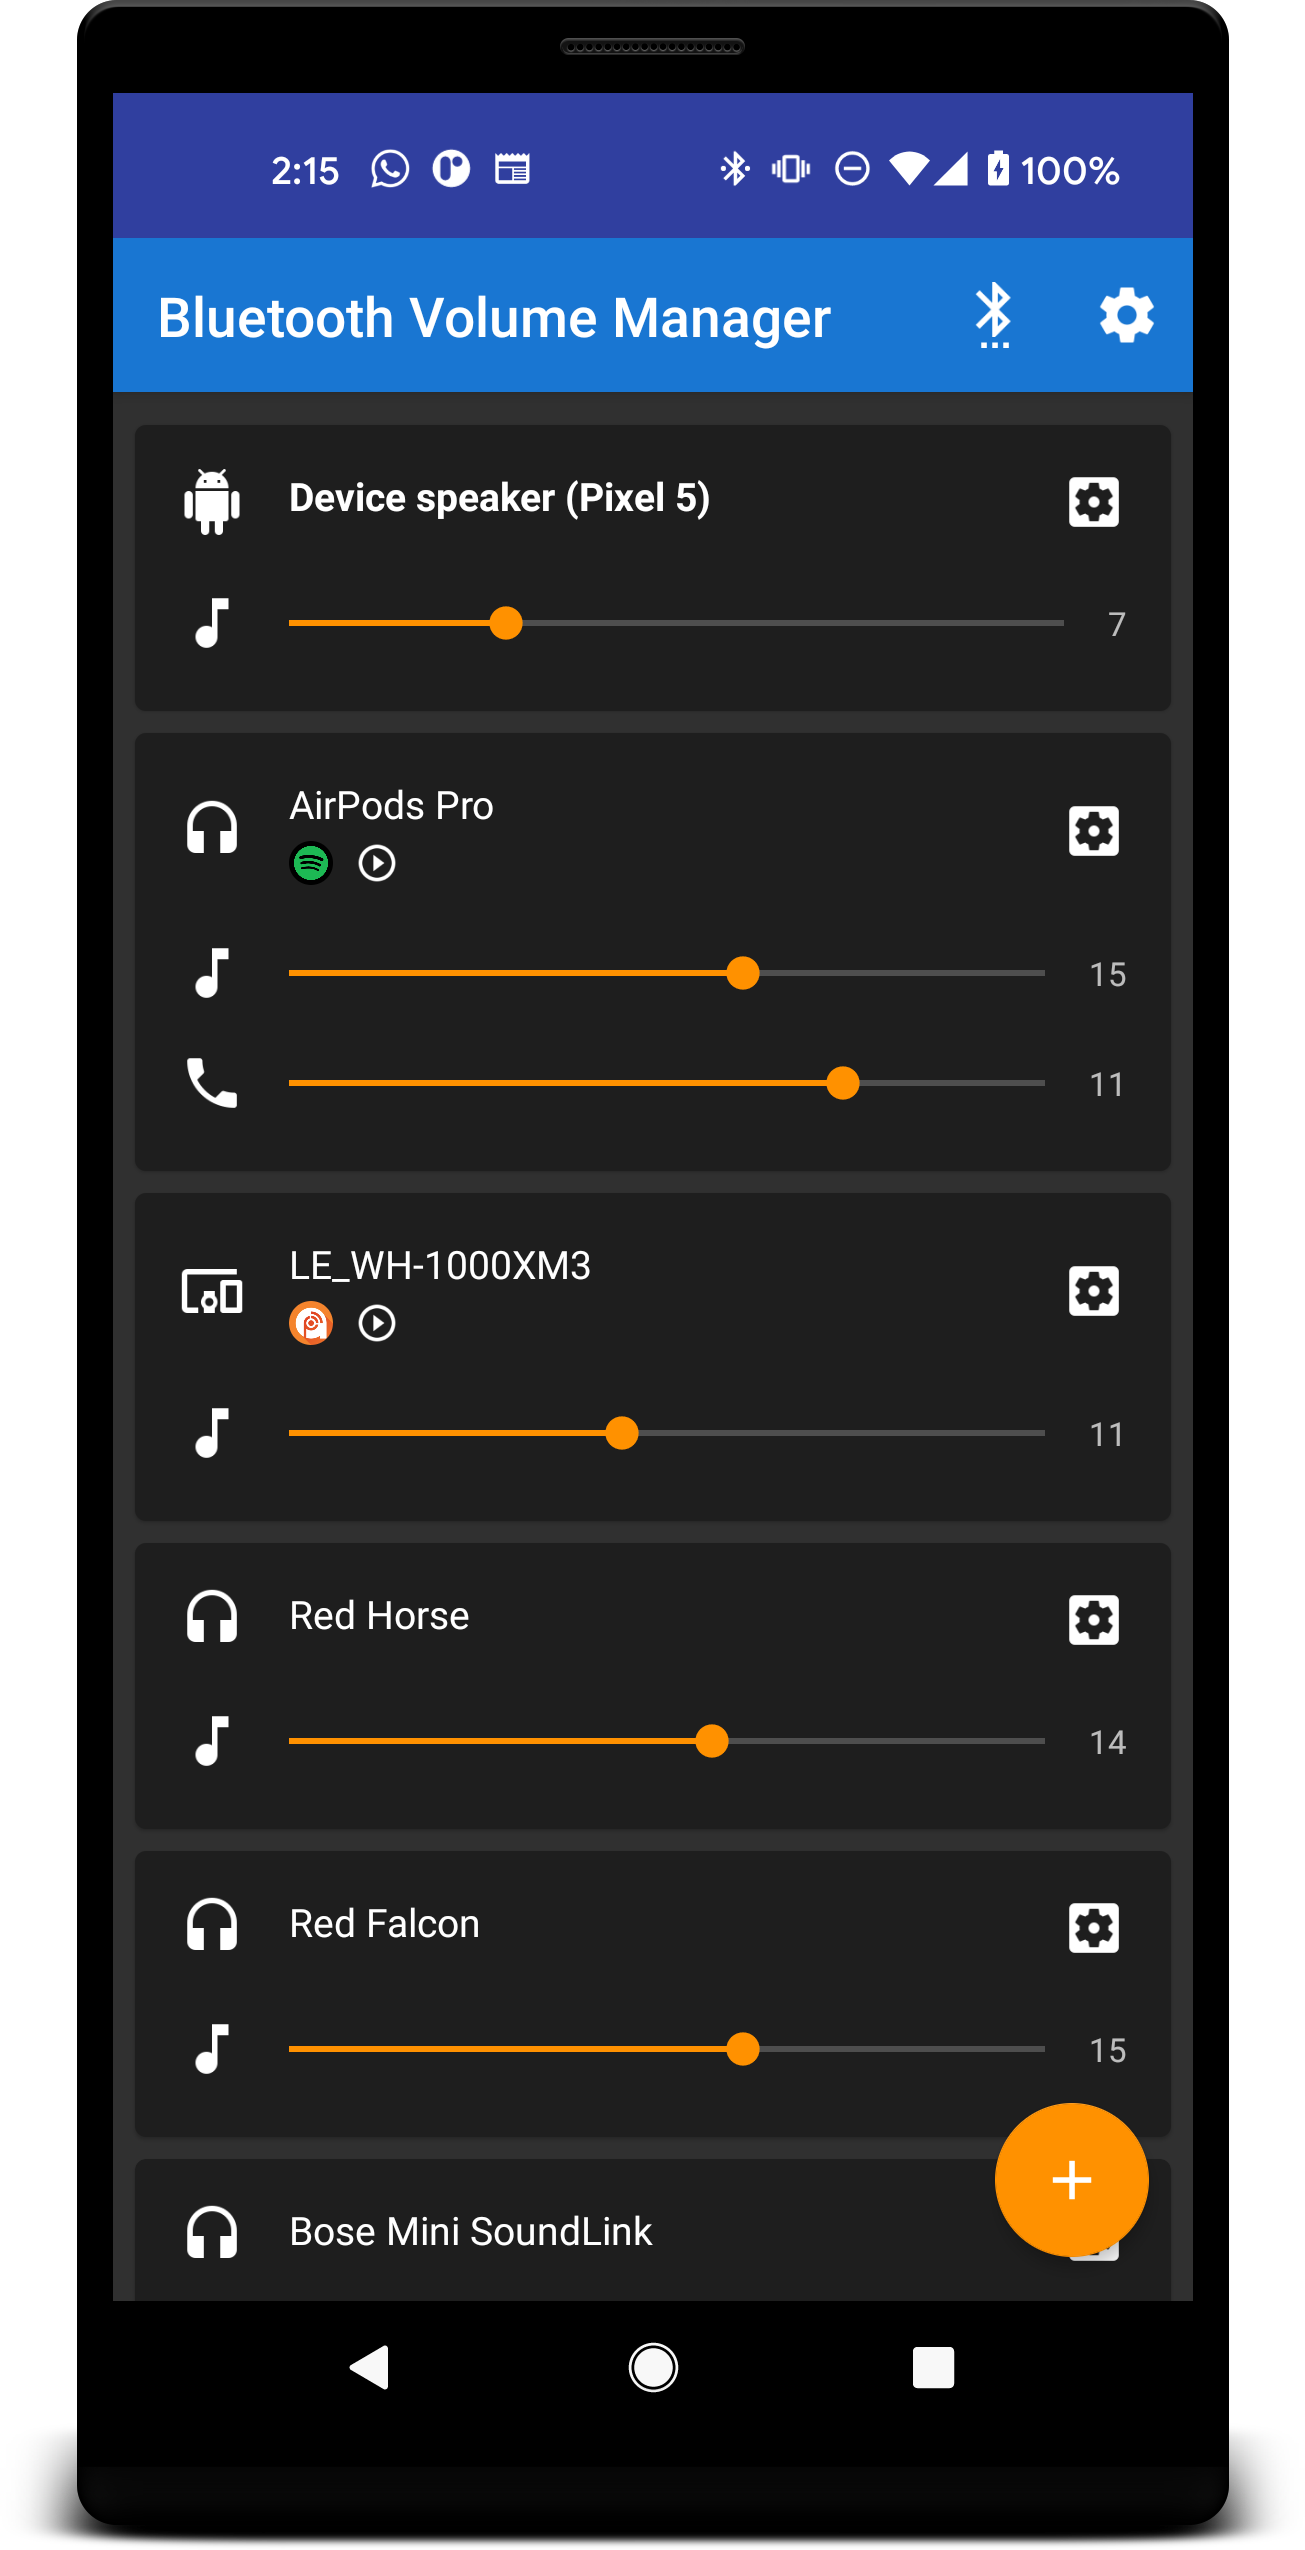 2:15 100%
Bluetooth Volume Manager
Device speaker (Pixel 5)
7
AirPods Pro
15
11
LE_WH-1000XM3
11
Red Horse
14
Red Falcon
15
Bose Mini SoundLink